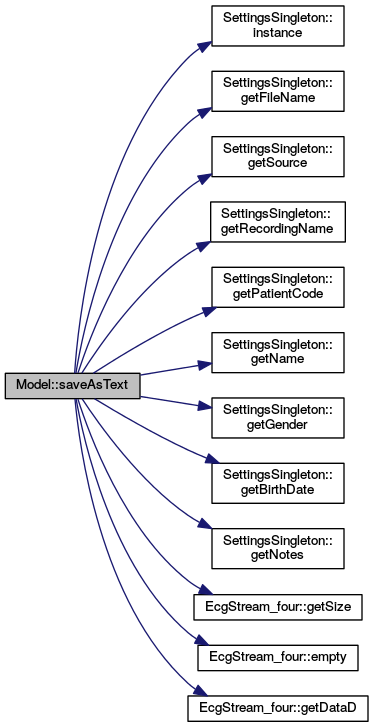 SettingsSingleton::
instance
SettingsSingleton::
getFileName
SettingsSingleton::
getSource
SettingsSingleton::
getRecordingName
SettingsSingleton::
getPatientCode
SettingsSingleton::
getName
Model::saveAsText
SettingsSingleton::
getGender
SettingsSingleton::
getBirthDate
SettingsSingleton::
getNotes
EcgStream_four::getSize
EcgStream_four::empty
EcgStream_four::getDataD